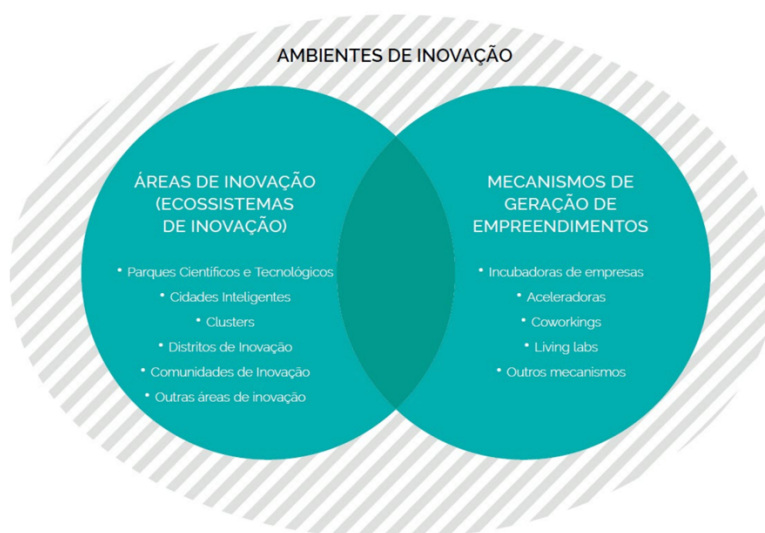 AMBIENTES DE INOVAÇÃO
ÁREAS DE INOVAÇÃO
(ECOSSISTEMAS
DE INOVAÇÃO)
• Parques Científicos e Tecnológicos
• Cidades Inteligentes
• Clusters
• Distritos de Inovação
• Comunidades de Inovação
• Outras áreas de inovação
MECANISMOS DE
GERAÇÃO DE
EMPREENDIMENTOS
• Incubadoras de empresas
• Aceleradoras
• Coworkings
• Living labs
• Outros mecanismos